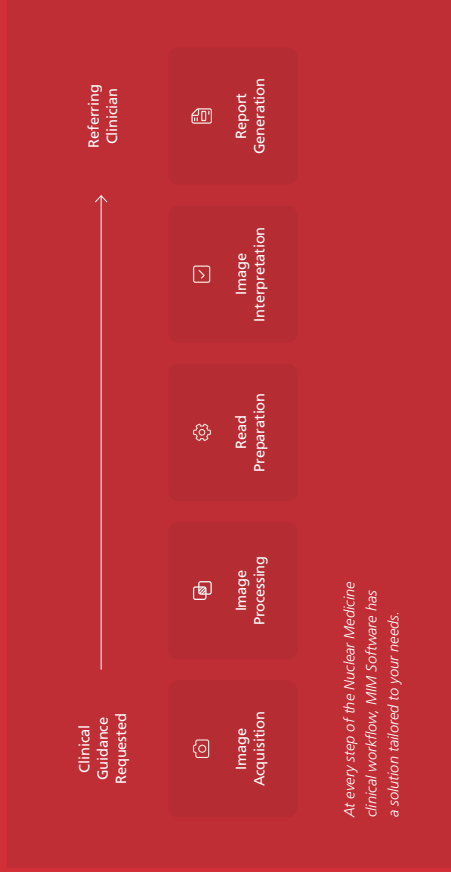 Clinical
Guidance
Requested
Referring
Clinician
Image
Acquisition
Image
Processing
Read
Preparation
Image
Interpretation
Report
Generation
At every step of the Nuclear Medicine
clinical workflow, MIM Software has
a solution tailored to your needs.